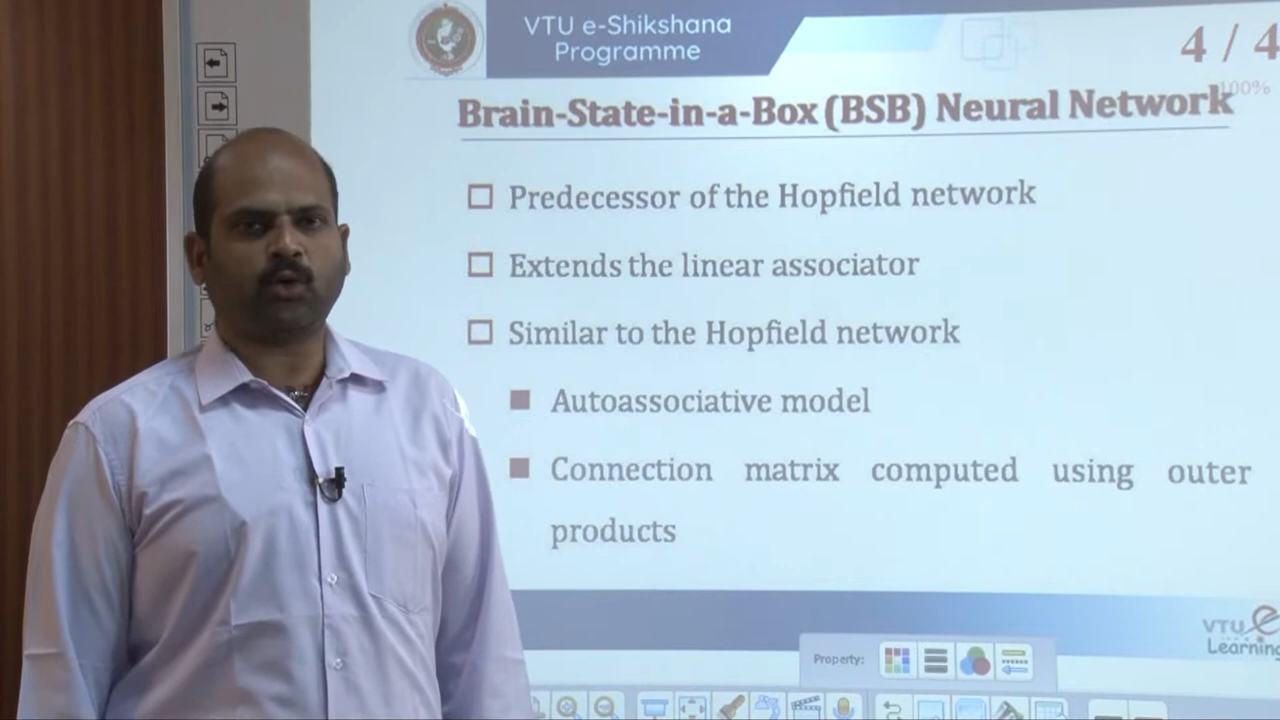 VTU e-Shikshana
Programme
4 / 4
100%
Brain-State-in-a-Box (BSB) Neural Network
Predecessor of the Hopfield network
Extends the linear associator
Similar to the Hopfield network
Autoassociative model
Connection matrix computed using outer
products
VTU e
Learning
Property: